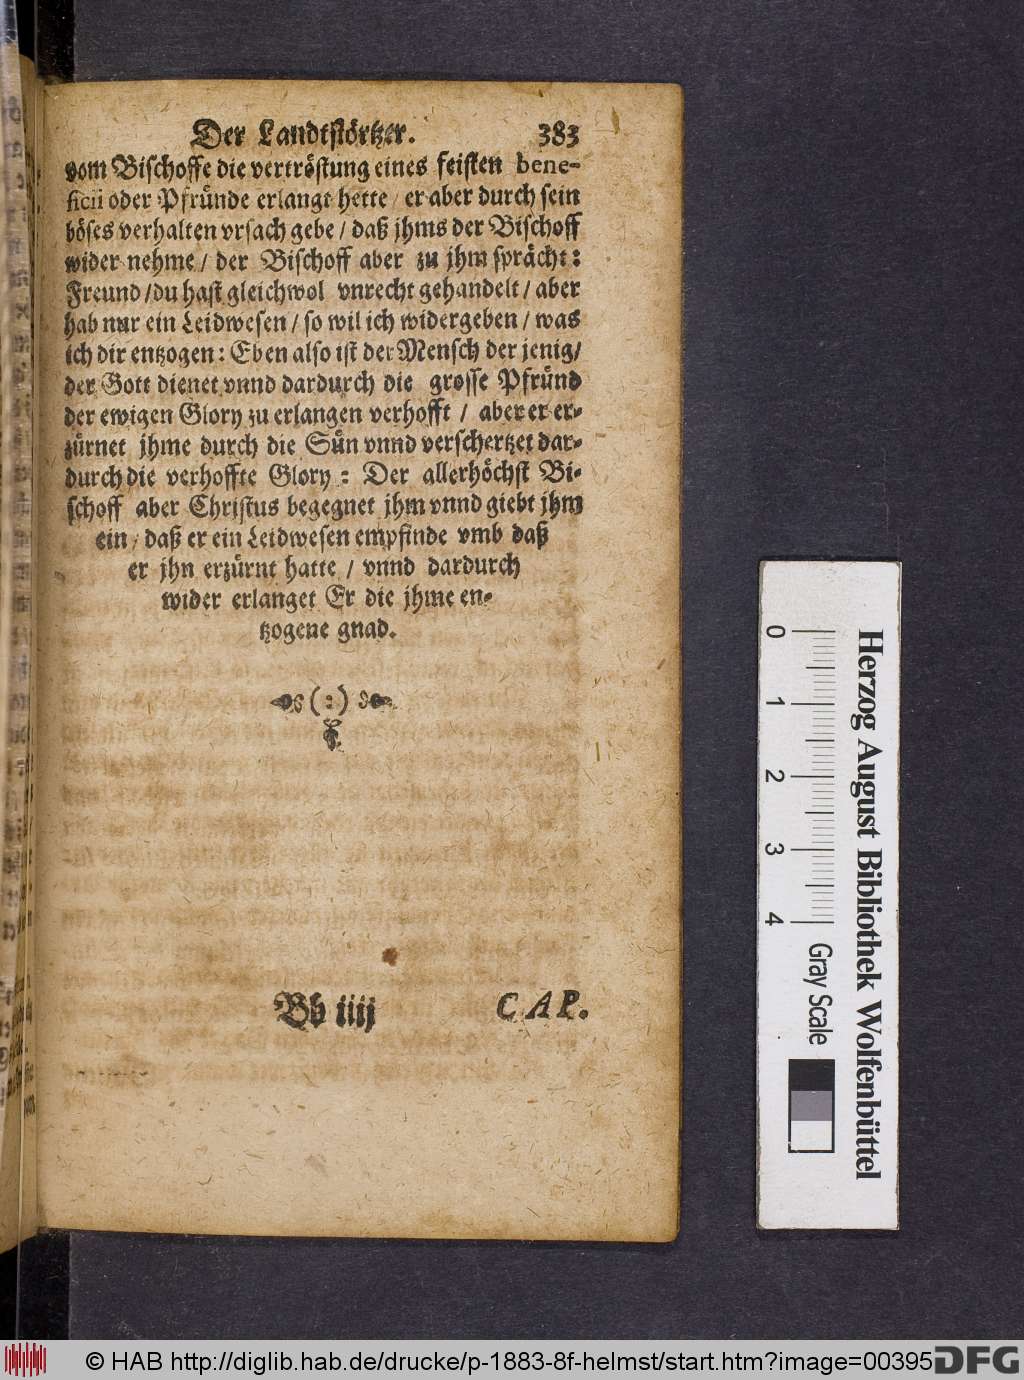 Der Landtstörtzer. 383
vom Bischoffe die vertröstung eines feisten bene-
ficii oder Pfründe erlangt hette / er aber durch sein
böses verhalten vrsach gebe / daß jhms der Bischoff
wider nehme / der Bischoff aber zu jhm sprächt:
Freund / du hast gleichwol vnrecht gehandelt / aber
hab nur ein Leidwesen / so wil ich widergeben / was
ich dir entzogen: Eben also ist der Mensch der jenig /
der Gott dienet vnnd dardurch die grosse Pfründ
der ewigen Glory zu erlangen verhofft / aber er er-
zürnet jhme durch die Sün vnnd verschertzet dar-
durch die verhoffte Glory: Der allerhöchst Bi-
schoff aber Christus begegnet jhm vnnd giebt jhm
ein / daß er ein Leidwesen empfinde vmb daß
er jhn erzürnt hatte / vnnd dardurch
wider erlanget Er die jhme en-
tzogene gnad.
(:)
Bb iiij CAP.
0 1 2 3 4
Gray Scale
Herzog August Bibliothek Wolfenbüttel
© HAB http://diglib.hab.de/drucke/p-1883-8f-helmst/start.htm?image=00395
DFG